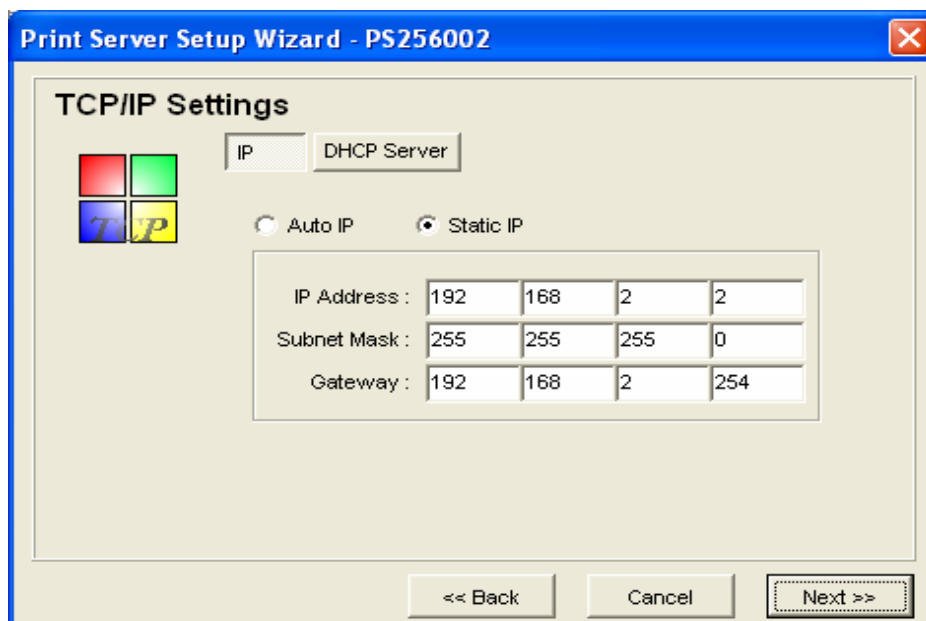 Print Server Setup Wizard - PS256002
TCP/IP Settings
IP DHCP Server
TCP
Auto IP Static IP
IP Address : 192 168 2 2
Subnet Mask : 255 255 255 0
Gateway : 192 168 2 254
<< Back Cancel Next >>